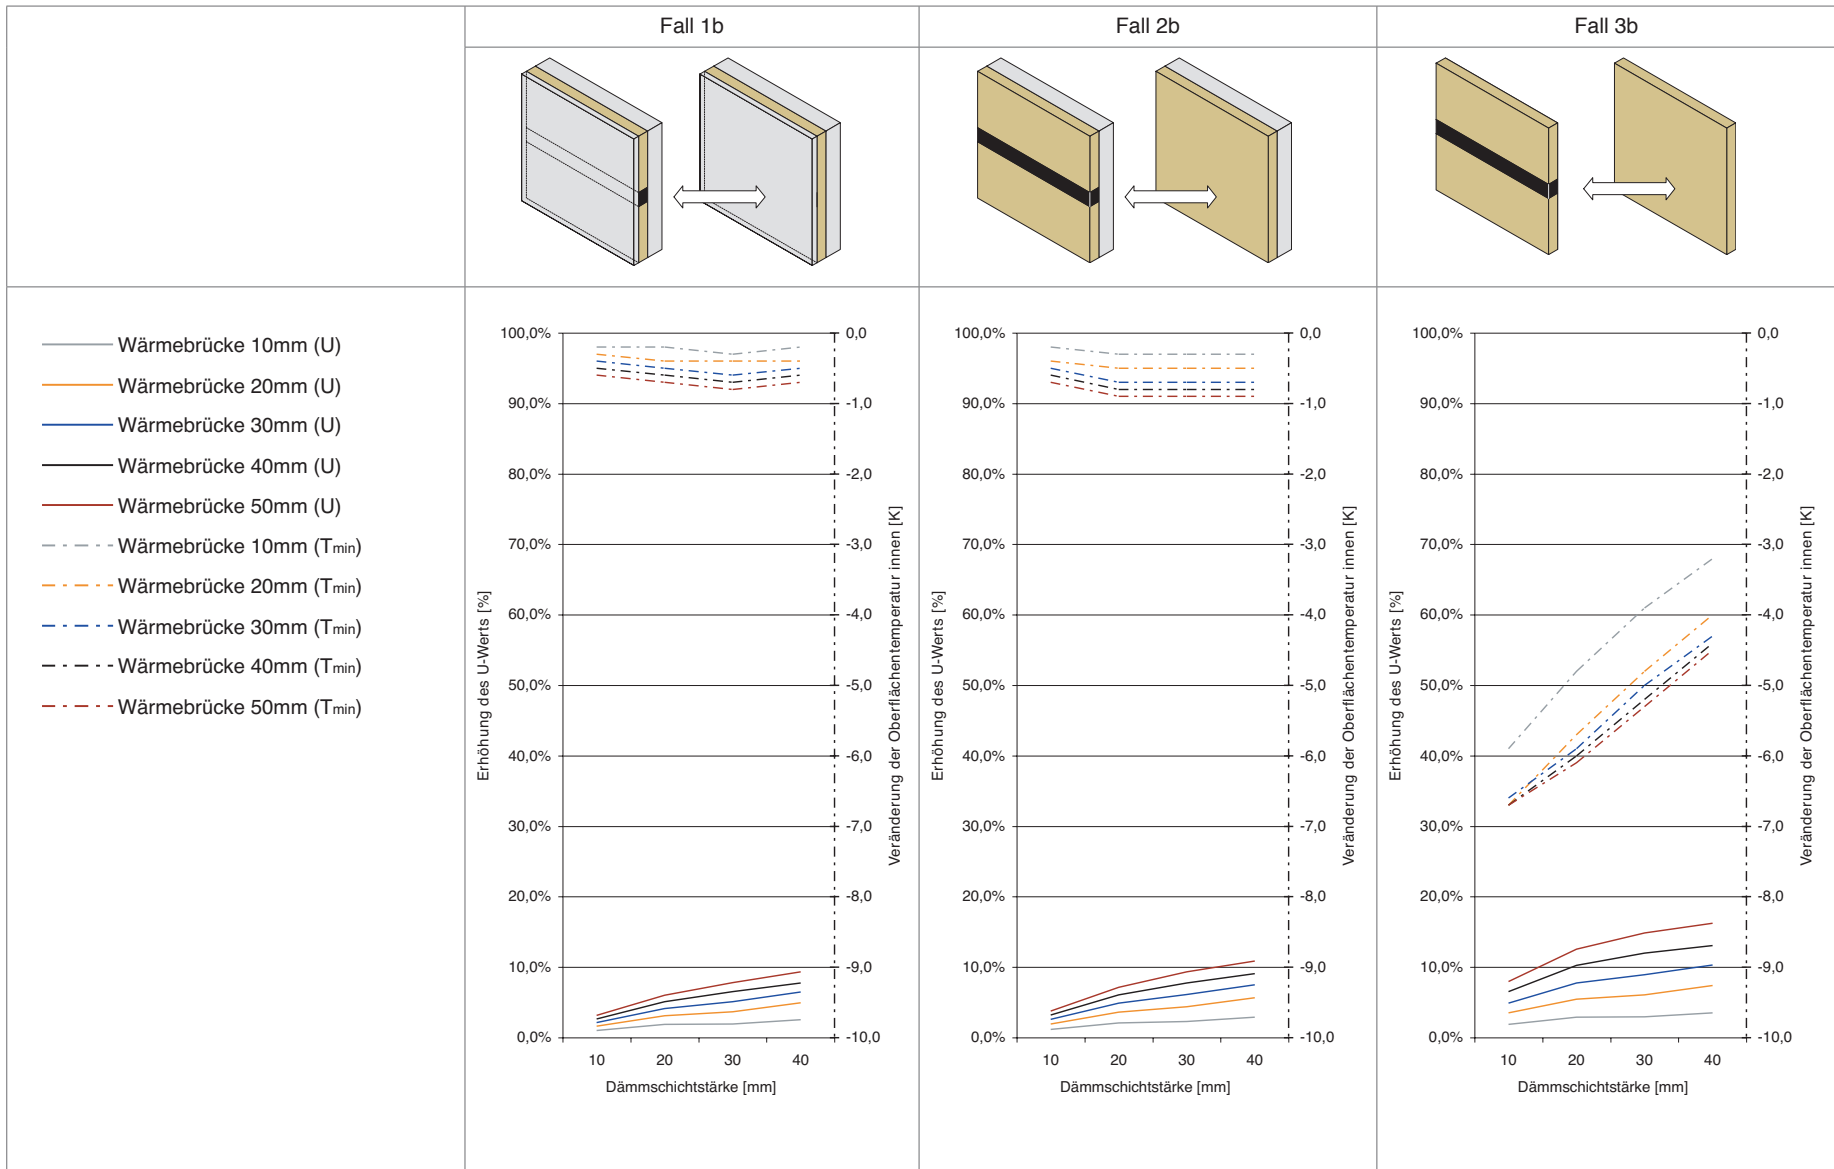 Fall 1b
Fall 2b
Fall 3b
Wärmebrücke 10mm (U)
Wärmebrücke 20mm (U)
Wärmebrücke 30mm (U)
Wärmebrücke 40mm (U)
Wärmebrücke 50mm (U)
Wärmebrücke 10mm (Tmin)
Wärmebrücke 20mm (Tmin)
Wärmebrücke 30mm (Tmin)
Wärmebrücke 40mm (Tmin)
Wärmebrücke 50mm (Tmin)
Erhöhung des U-Werts [%]
100,0%
90,0%
80,0%
70,0%
60,0%
50,0%
40,0%
30,0%
20,0%
10,0%
0,0%
0,0
-1,0
-2,0
-3,0
-4,0
-5,0
-6,0
-7,0
-8,0
-9,0
-10,0
Veränderung der Oberflächentemperatur innen [K]
10 20 30 40
Dämmschichtstärke [mm]
Erhöhung des U-Werts [%]
100,0%
90,0%
80,0%
70,0%
60,0%
50,0%
40,0%
30,0%
20,0%
10,0%
0,0%
0,0
-1,0
-2,0
-3,0
-4,0
-5,0
-6,0
-7,0
-8,0
-9,0
-10,0
Veränderung der Oberflächentemperatur innen [K]
10 20 30 40
Dämmschichtstärke [mm]
Erhöhung des U-Werts [%]
100,0%
90,0%
80,0%
70,0%
60,0%
50,0%
40,0%
30,0%
20,0%
10,0%
0,0%
0,0
-1,0
-2,0
-3,0
-4,0
-5,0
-6,0
-7,0
-8,0
-9,0
-10,0
Veränderung der Oberflächentemperatur innen [K]
10 20 30 40
Dämmschichtstärke [mm]